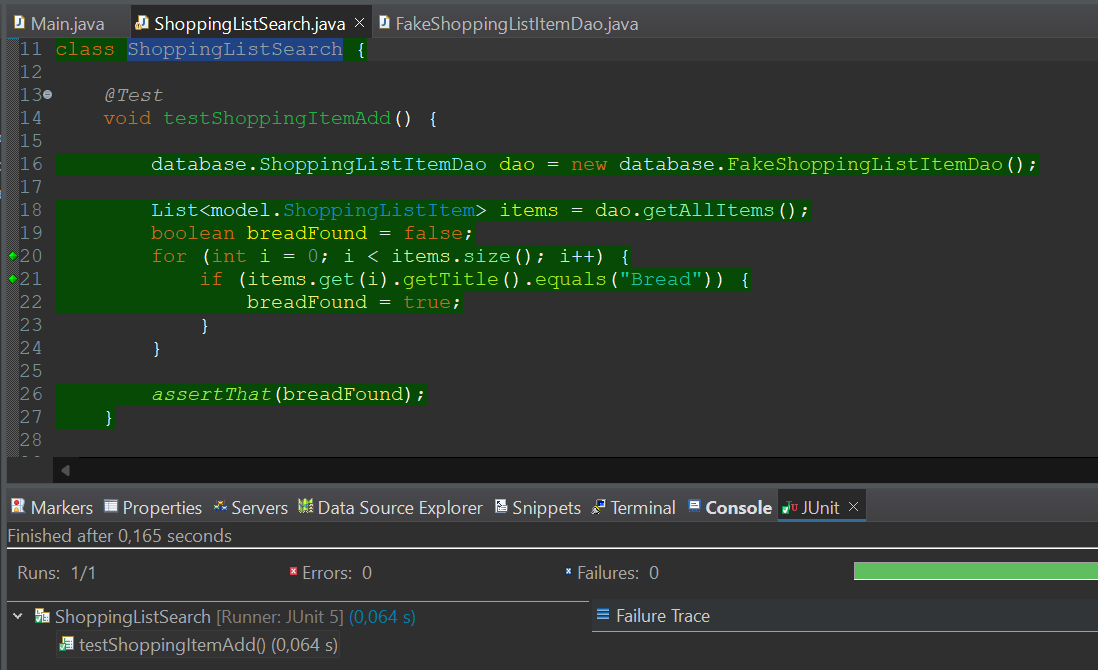 Main.java ShoppingListSearch.java FakeShoppingListItemDao.java
11 class ShoppingListSearch {
12
13 @Test
14 void testShoppingItemAdd() {
15
16 database.ShoppingListItemDao dao = new database.FakeShoppingListItemDao();
17
18 List<model.ShoppingListItem> items = dao.getAllItems();
19 boolean breadFound = false;
20 for (int i = 0; i < items.size(); i++) {
21 if (items.get(i).getTitle().equals("Bread")) {
22 breadFound = true;
23 }
24 }
25
26 assertThat(breadFound);
27 }
28
Markers Properties Servers Data Source Explorer Snippets Terminal Console JUnit
Finished after 0,165 seconds
Runs: 1/1 Errors: 0 Failures: 0
ShoppingListSearch [Runner: JUnit 5] (0,064 s) Failure Trace
testShoppingItemAdd() (0,064 s)